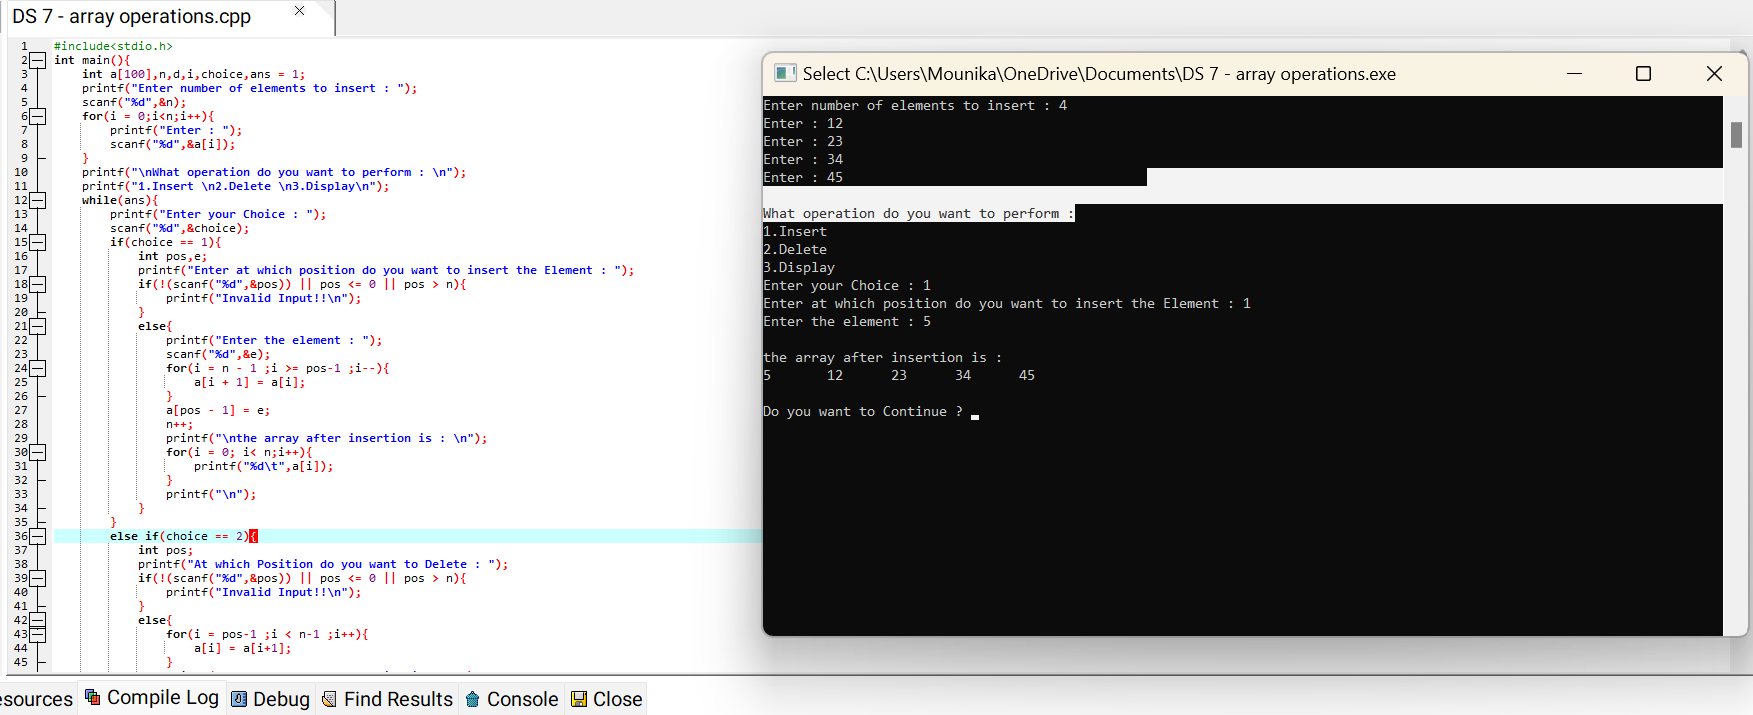 DS 7 - array operations.cpp
1 #include<stdio.h>
2 int main(){
3 int a[100],n,d,i,choice,ans = 1;
4 printf("Enter number of elements to insert : ");
5 scanf("%d",&n);
6 for(i = 0;i<n;i++){
7 printf("Enter : ");
8 scanf("%d",&a[i]);
9 }
10 printf("\nWhat operation do you want to perform : \n");
11 printf("1.Insert \n2.Delete \n3.Display\n");
12 while(ans){
13 printf("Enter your Choice : ");
14 scanf("%d",&choice);
15 if(choice == 1){
16 int pos,e;
17 printf("Enter at which position do you want to insert the Element : ");
18 if(!(scanf("%d",&pos)) || pos <= 0 || pos > n){
19 printf("Invalid Input!!\n");
20 }
21 else{
22 printf("Enter the element : ");
23 scanf("%d",&e);
24 for(i = n - 1 ;i >= pos-1 ;i--){
25 a[i + 1] = a[i];
26 }
27 a[pos - 1] = e;
28 n++;
29 printf("\nthe array after insertion is : \n");
30 for(i = 0; i< n;i++){
31 printf("%d\t",a[i]);
32 }
33 printf("\n");
34 }
35 }
36 else if(choice == 2){
37 int pos;
38 printf("At which Position do you want to Delete : ");
39 if(!(scanf("%d",&pos)) || pos <= 0 || pos > n){
40 printf("Invalid Input!!\n");
41 }
42 else{
43 for(i = pos-1 ;i < n-1 ;i++){
44 a[i] = a[i+1];
45 }
Select C:\Users\Mounika\OneDrive\Documents\DS 7 - array operations.exe
Enter number of elements to insert : 4
Enter : 12
Enter : 23
Enter : 34
Enter : 45
What operation do you want to perform :
1.Insert
2.Delete
3.Display
Enter your Choice : 1
Enter at which position do you want to insert the Element : 1
Enter the element : 5
the array after insertion is :
5 12 23 34 45
Do you want to Continue ?
esources Compile Log Debug Find Results Console Close